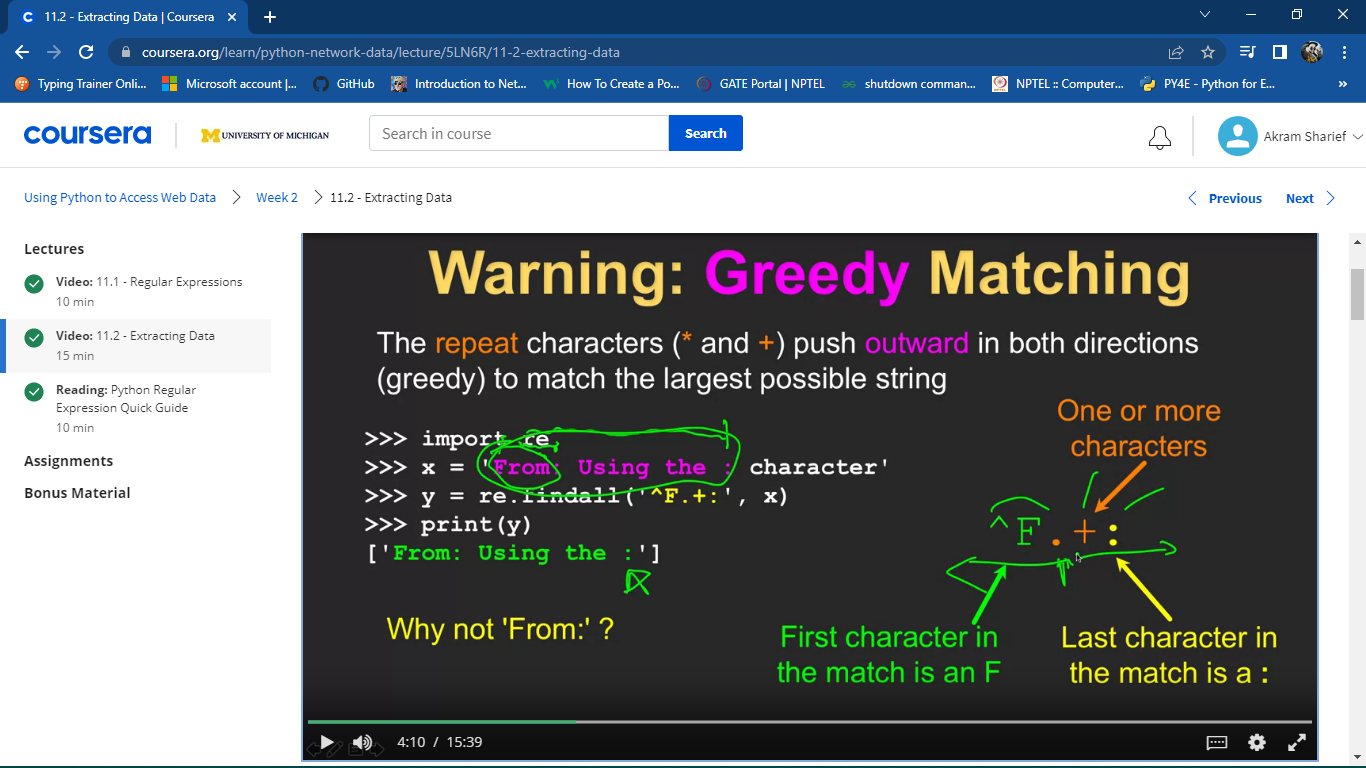 11.2 - Extracting Data | Coursera
coursera.org/learn/python-network-data/lecture/5LN6R/11-2-extracting-data
Typing Trainer Onli... Microsoft account |... GitHub Introduction to Net... How To Create a Po... GATE Portal | NPTEL shutdown comman... NPTEL :: Computer... PY4E - Python for E... »
coursera UNIVERSITY OF MICHIGAN Search in course Search Akram Sharief
Using Python to Access Web Data Week 2 11.2 - Extracting Data Previous Next
Lectures
Video: 11.1 - Regular Expressions
10 min
Video: 11.2 - Extracting Data
15 min
Reading: Python Regular
Expression Quick Guide
10 min
Assignments
Bonus Material
Warning: Greedy Matching
The repeat characters (* and +) push outward in both directions
(greedy) to match the largest possible string
>>> import re
>>> x = 'From: Using the : character'
>>> y = re.findall('^F.+:', x)
>>> print(y)
['From: Using the :']
Why not 'From:' ?
One or more
characters
^F.+:
First character in
the match is an F
Last character in
the match is a :
4:10 / 15:39